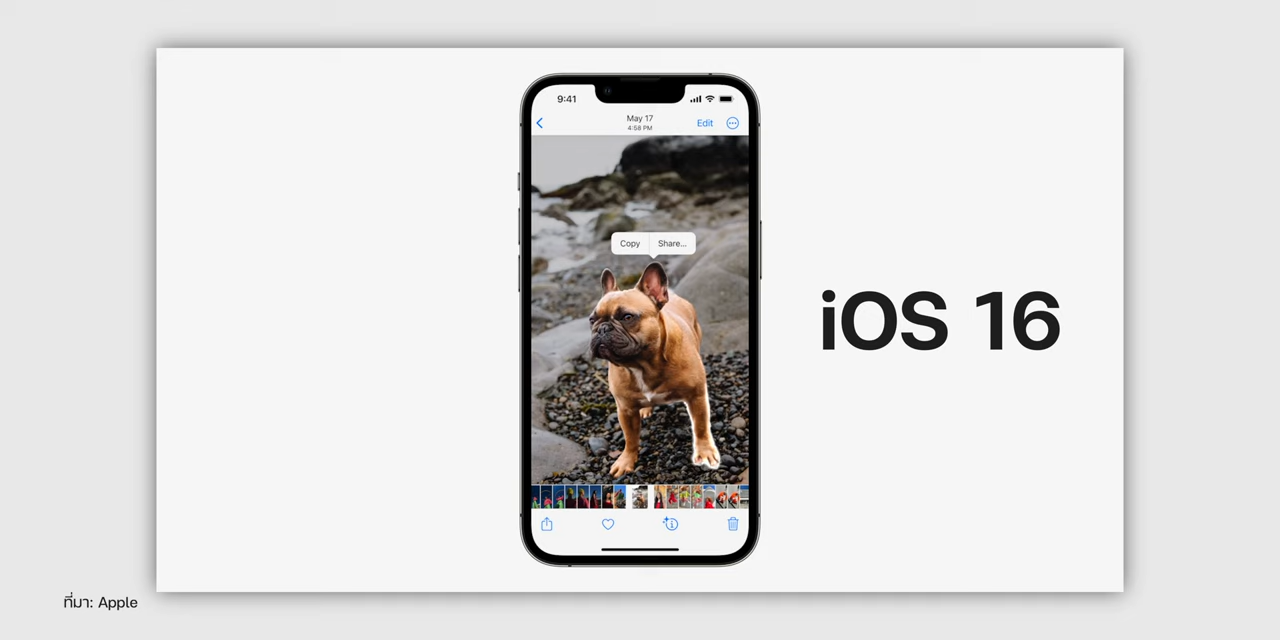 9:41
May 17
4:58 PM
Edit
Copy
Share...
iOS 16
ที่มา: Apple